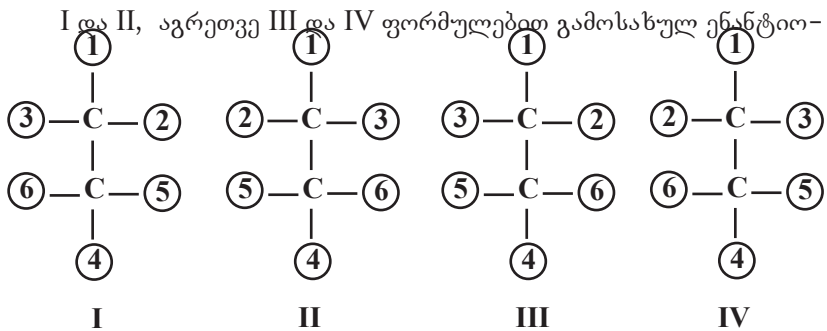 I და II, აგრეთვე III და IV ფორმულებით გამოსახულ ენანტიო-
1 1 1 1
3 C 2 2 C 3 3 C 2 2 C 3
6 C 5 5 C 6 5 C 6 6 C 5
4 4 4 4
I II III IV